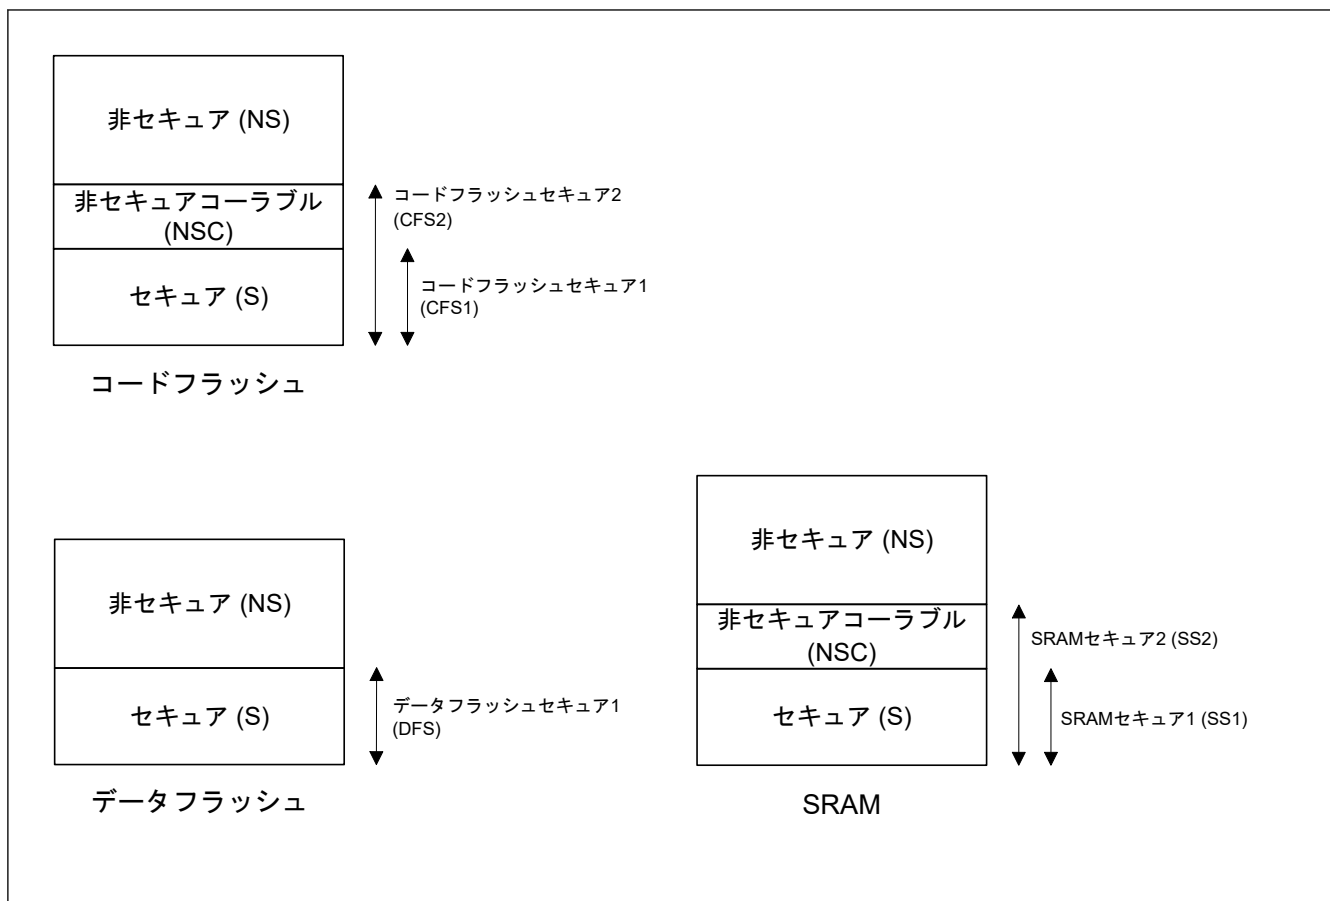 非セキュア (NS)
非セキュアコーラブル
(NSC)
セキュア (S)
コードフラッシュセキュア2
(CFS2)
コードフラッシュセキュア1
(CFS1)
コードフラッシュ
非セキュア (NS)
セキュア (S)
データフラッシュセキュア1
(DFS)
データフラッシュ
非セキュア (NS)
非セキュアコーラブル
(NSC)
セキュア (S)
SRAMセキュア2 (SS2)
SRAMセキュア1 (SS1)
SRAM